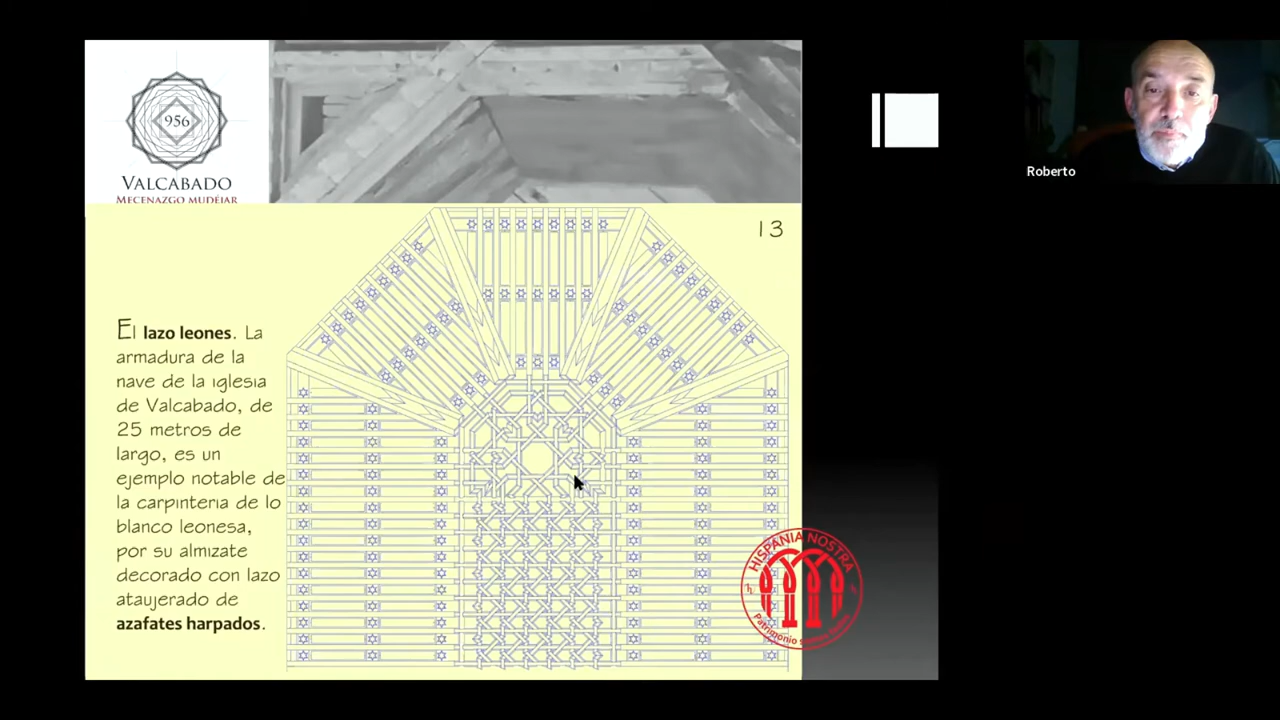 956
VALCABADO
MECENAZGO MUDÉJAR
13
El lazo leones. La
armadura de la
nave de la iglesia
de Valcabado, de
25 metros de
largo, es un
ejemplo notable de
la carpinteria de lo
blanco leonesa,
por su almizate
decorado con lazo
ataujerado de
azafates harpados.
HISPANIA NOSTRA
Patrimonio
Roberto